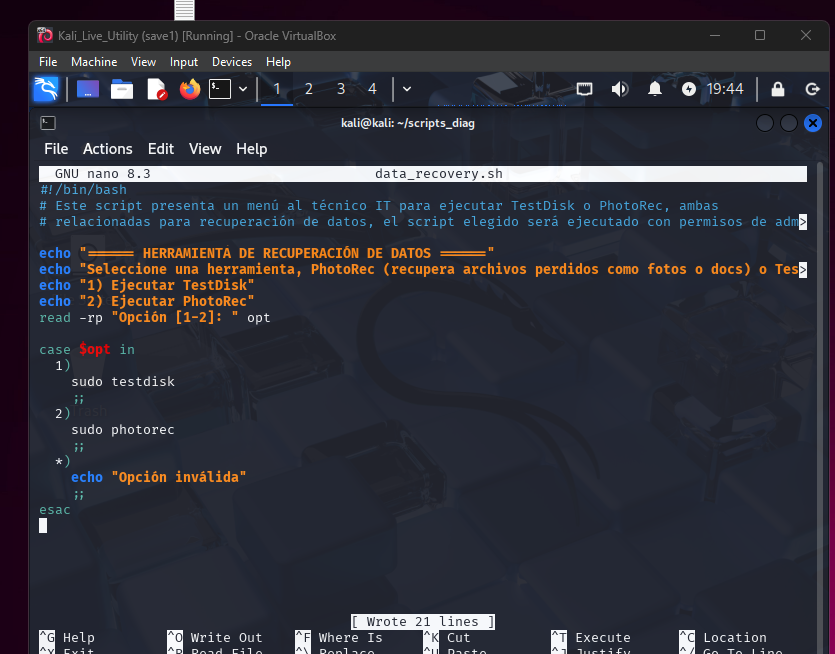 Kali_Live_Utility (save1) [Running] - Oracle VirtualBox
File Machine View Input Devices Help
1 2 3 4 19:44
kali@kali: ~/scripts_diag
File Actions Edit View Help
GNU nano 8.3 data_recovery.sh
#!/bin/bash
# Este script presenta un menú al técnico IT para ejecutar TestDisk o PhotoRec, ambas
# relacionadas para recuperación de datos, el script elegido será ejecutado con permisos de adm>
echo "====== HERRAMIENTA DE RECUPERACIÓN DE DATOS ======"
echo "Seleccione una herramienta, PhotoRec (recupera archivos perdidos como fotos o docs) o Tes>
echo "1) Ejecutar TestDisk"
echo "2) Ejecutar PhotoRec"
read -rp "Opción [1-2]: " opt
case $opt in
1)
sudo testdisk
;;
2)
sudo photorec
;;
*)
echo "Opción inválida"
;;
esac
[ Wrote 21 lines ]
^G Help ^O Write Out ^F Where Is ^K Cut ^T Execute ^C Location
^X Exit ^R Read File ^\ Replace ^U Paste ^J Justify ^/ Go To Line